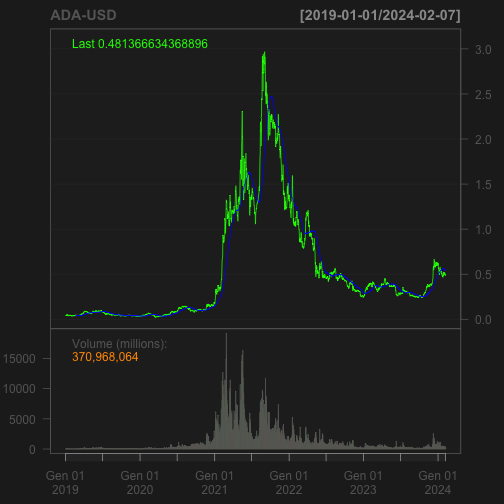 ADA-USD [2019-01-01/2024-02-07]
Last 0.481366634368896
3.0
2.5
2.0
1.5
1.0
0.5
0.0
Volume (millions):
370,968,064
15000
10000
5000
0
Gen 01 Gen 01 Gen 01 Gen 01 Gen 01 Gen 01
2019 2020 2021 2022 2023 2024